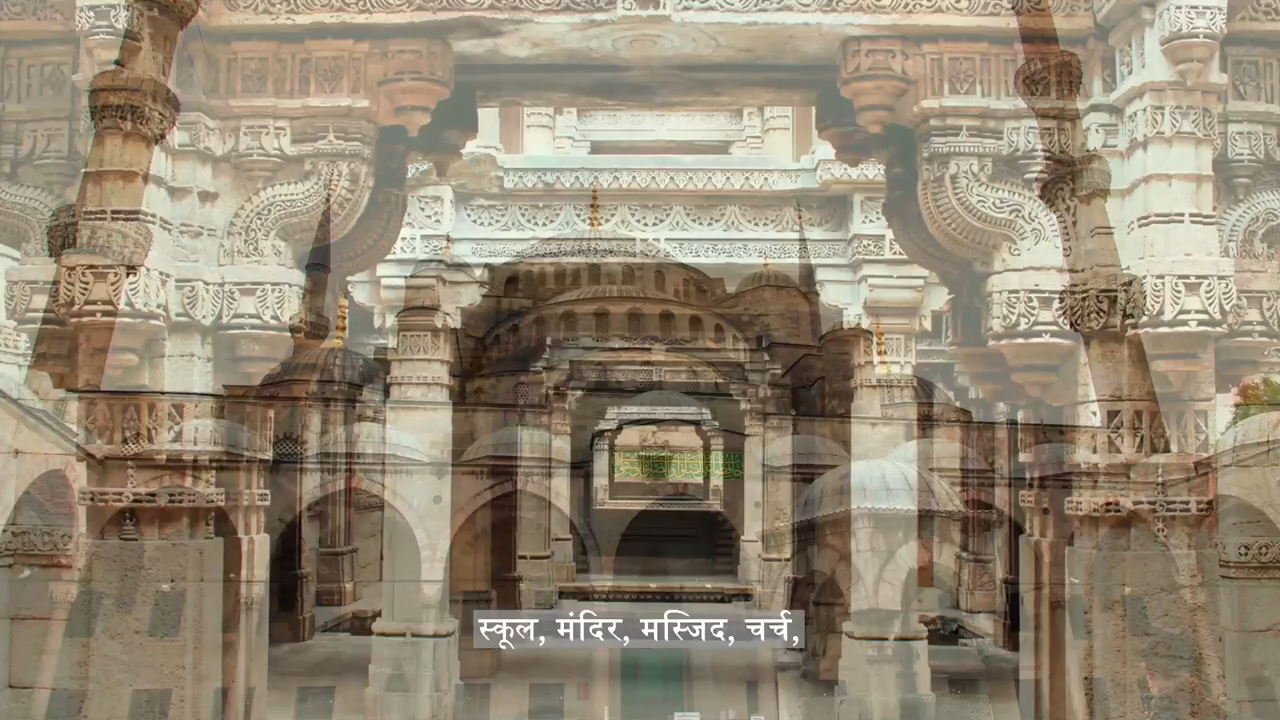 स्कूल, मंदिर, मस्जिद, चर्च,